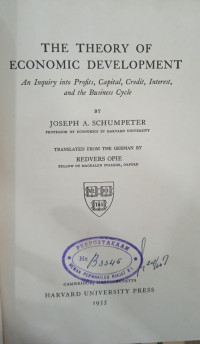 THE THEORY OF
ECONOMIC DEVELOPMENT
An Inquiry into Profits, Capital, Credit, Interest,
and the Business Cycle
BY
JOSEPH A. SCHUMPETER
PROFESSOR OF ECONOMICS IN HARVARD UNIVERSITY
TRANSLATED FROM THE GERMAN BY
REDVERS OPIE
FELLOW OF MAGDALEN COLLEGE, OXFORD
PERPUSTAKAAN
No
CAMBRIDGE, MASSACHUSETTS
HARVARD UNIVERSITY PRESS
1955